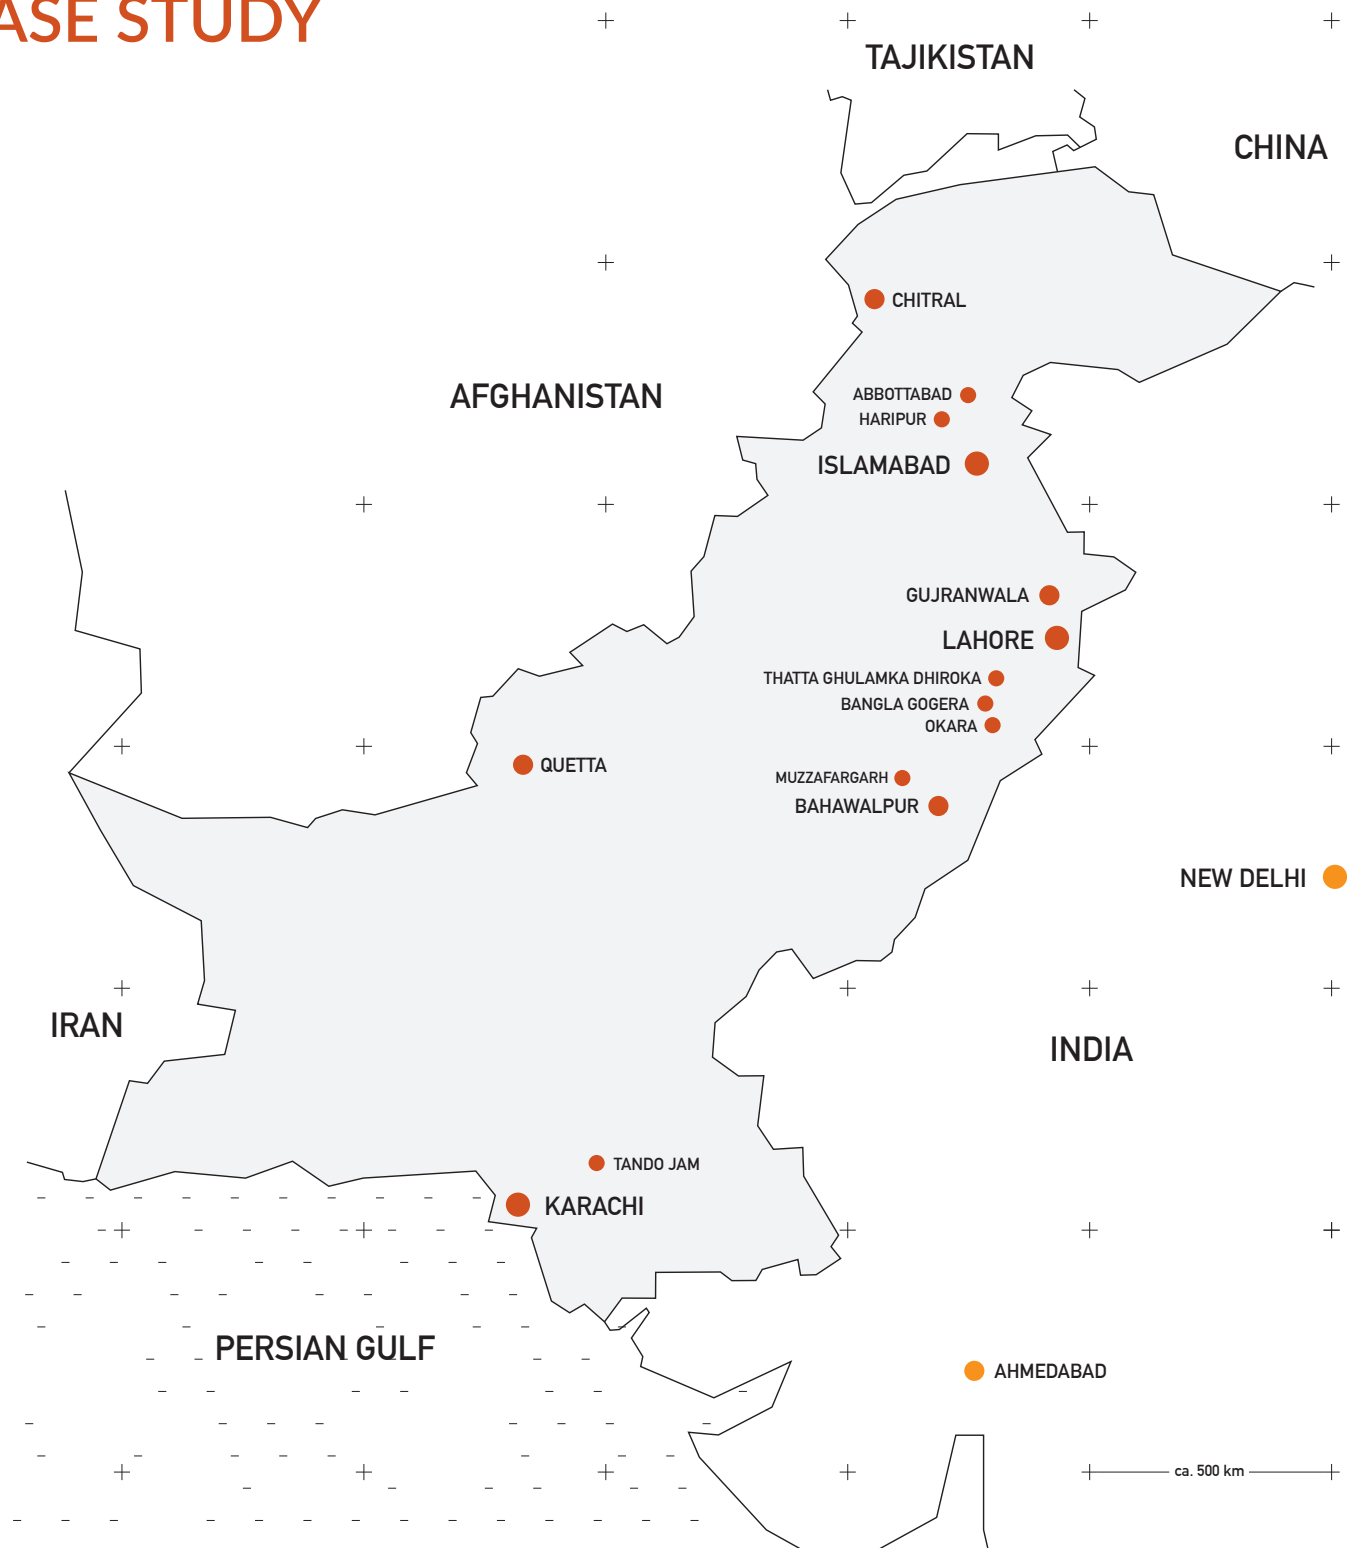 ASE STUDY
TAJIKISTAN
CHINA
CHITRAL
AFGHANISTAN
ABBOTTABAD
HARIPUR
ISLAMABAD
GUJRANWALA
LAHORE
THATTA GHULAMKA DHIROKA
BANGLA GOGERA
OKARA
QUETTA
MUZZAFARGARH
BAHAWALPUR
NEW DELHI
IRAN
INDIA
TANDO JAM
KARACHI
PERSIAN GULF
AHMEDABAD
ca. 500 km